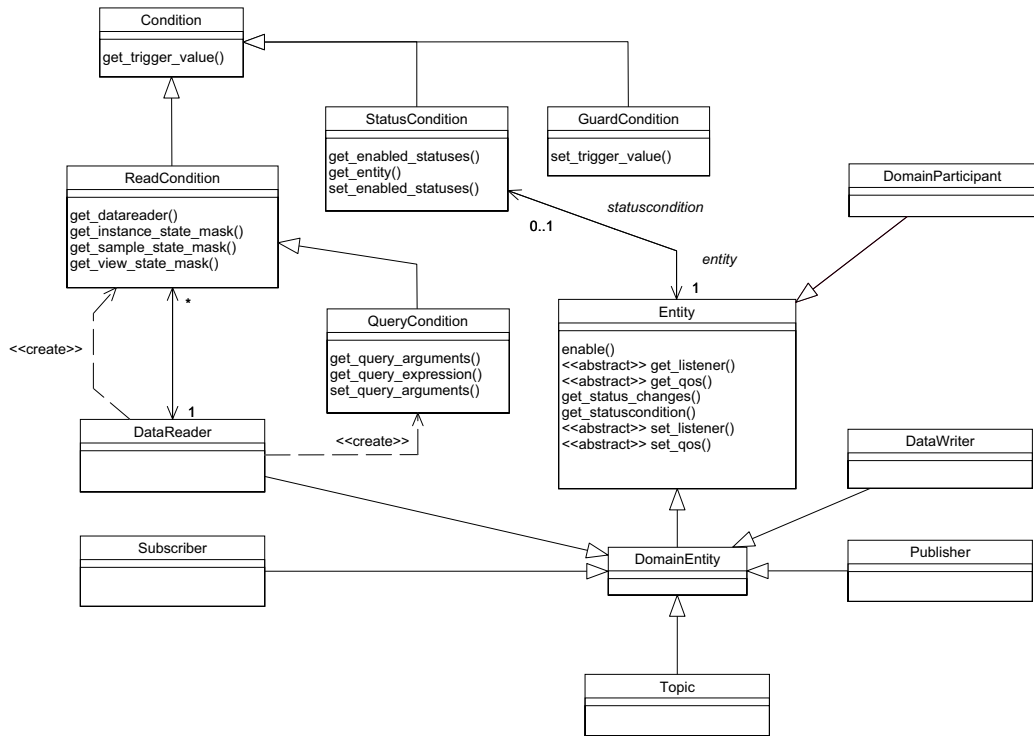 Condition
get_trigger_value()
StatusCondition
get_enabled_statuses()
get_entity()
set_enabled_statuses()
GuardCondition
set_trigger_value()
ReadCondition
get_datareader()
get_instance_state_mask()
get_sample_state_mask()
get_view_state_mask()
DomainParticipant
statuscondition
0..1
entity
1
*
<<create>>
QueryCondition
get_query_arguments()
get_query_expression()
set_query_arguments()
Entity
enable()
<<abstract>> get_listener()
<<abstract>> get_qos()
get_status_changes()
get_statuscondition()
<<abstract>> set_listener()
<<abstract>> set_qos()
1
DataReader
<<create>>
DataWriter
Subscriber
DomainEntity
Publisher
Topic